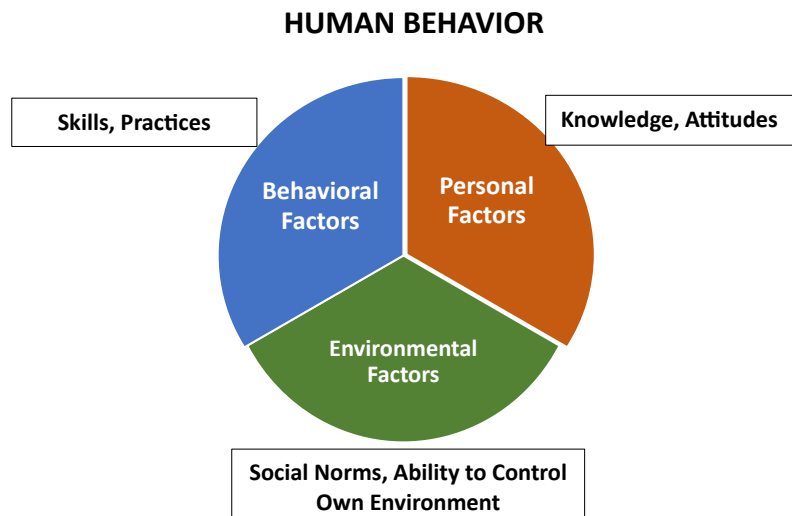 HUMAN BEHAVIOR
Skills, Practices
Knowledge, Attitudes
Behavioral
Factors
Personal
Factors
Environmental
Factors
Social Norms, Ability to Control
Own Environment